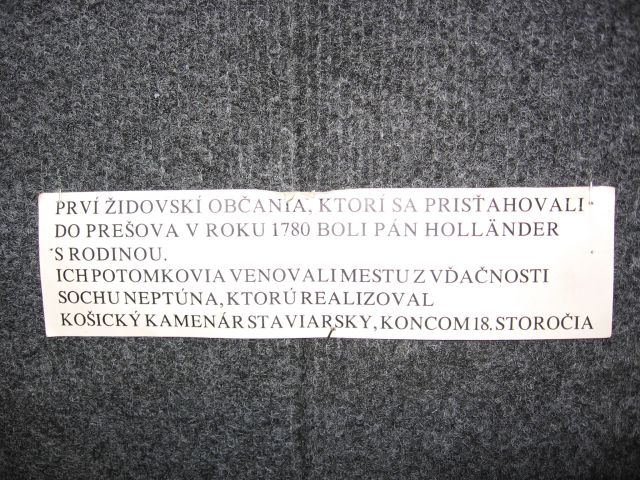 PRVÍ ŽIDOVSKÍ OBČANIA, KTORÍ SA PRISŤAHOVALI
DO PREŠOVA V ROKU 1780 BOLI PÁN HOLLÄNDER
S RODINOU.
ICH POTOMKOVIA VENOVALI MESTU Z VĎAČNOSTI
SOCHU NEPTÚNA, KTORÚ REALIZOVAL
KOŠICKÝ KAMENÁR STAVIARSKY, KONCOM 18. STOROČIA